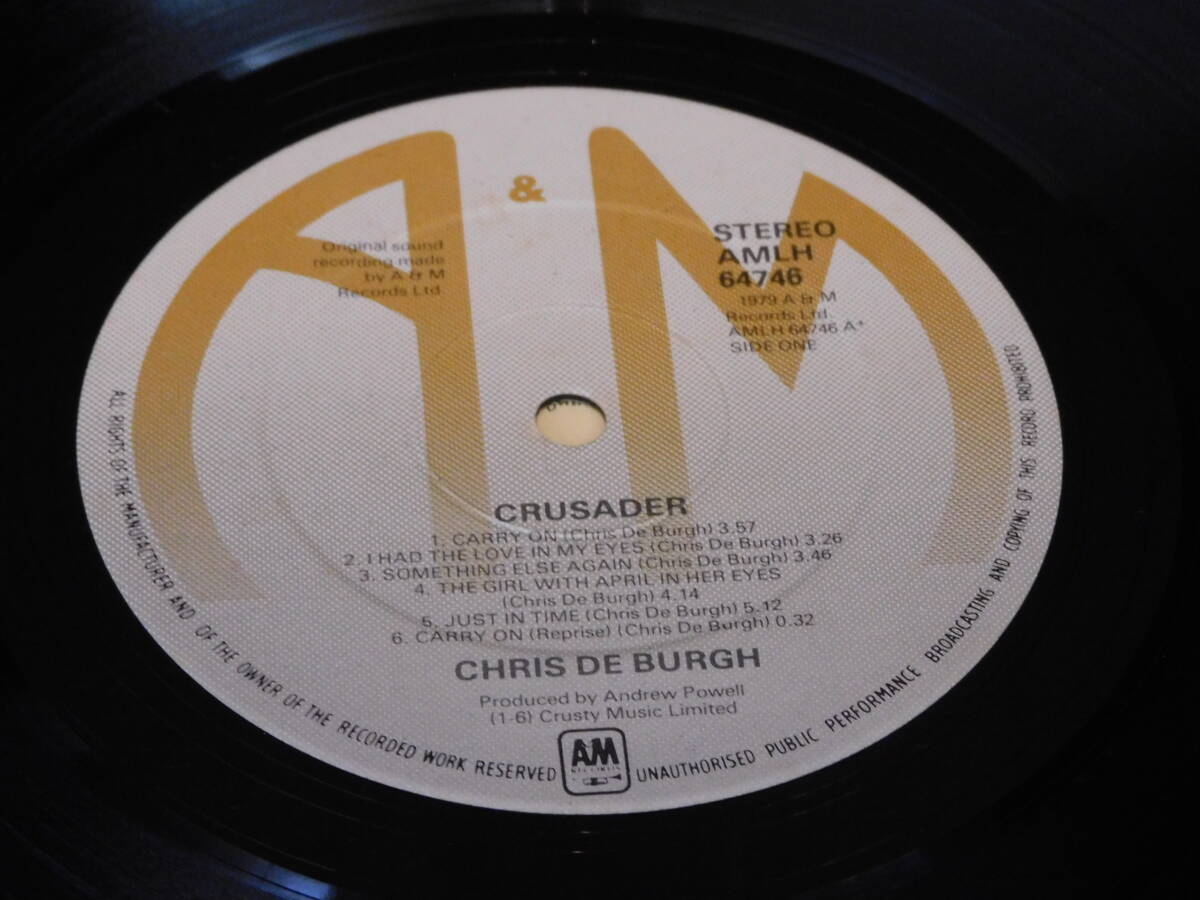 A & M
Original sound
recording made
by A & M
Records Ltd.
STEREO
AMLH
64746
1979 A & M
Records Ltd.
AMLH 64746 A*
SIDE ONE
CRUSADER
1. CARRY ON (Chris De Burgh) 3.57
2. I HAD THE LOVE IN MY EYES (Chris De Burgh) 3.26
3. SOMETHING ELSE AGAIN (Chris De Burgh) 3.46
4. THE GIRL WITH APRIL IN HER EYES
(Chris De Burgh) 4.14
5. JUST IN TIME (Chris De Burgh) 5.12
6. CARRY ON (Reprise) (Chris De Burgh) 0.32
CHRIS DE BURGH
Produced by Andrew Powell
(1-6) Crusty Music Limited
ALL RIGHTS OF THE MANUFACTURER AND OF THE OWNER OF THE RECORDED WORK RESERVED
AM
UNAUTHORISED PUBLIC PERFORMANCE BROADCASTING AND COPYING OF THIS RECORD PROHIBITED